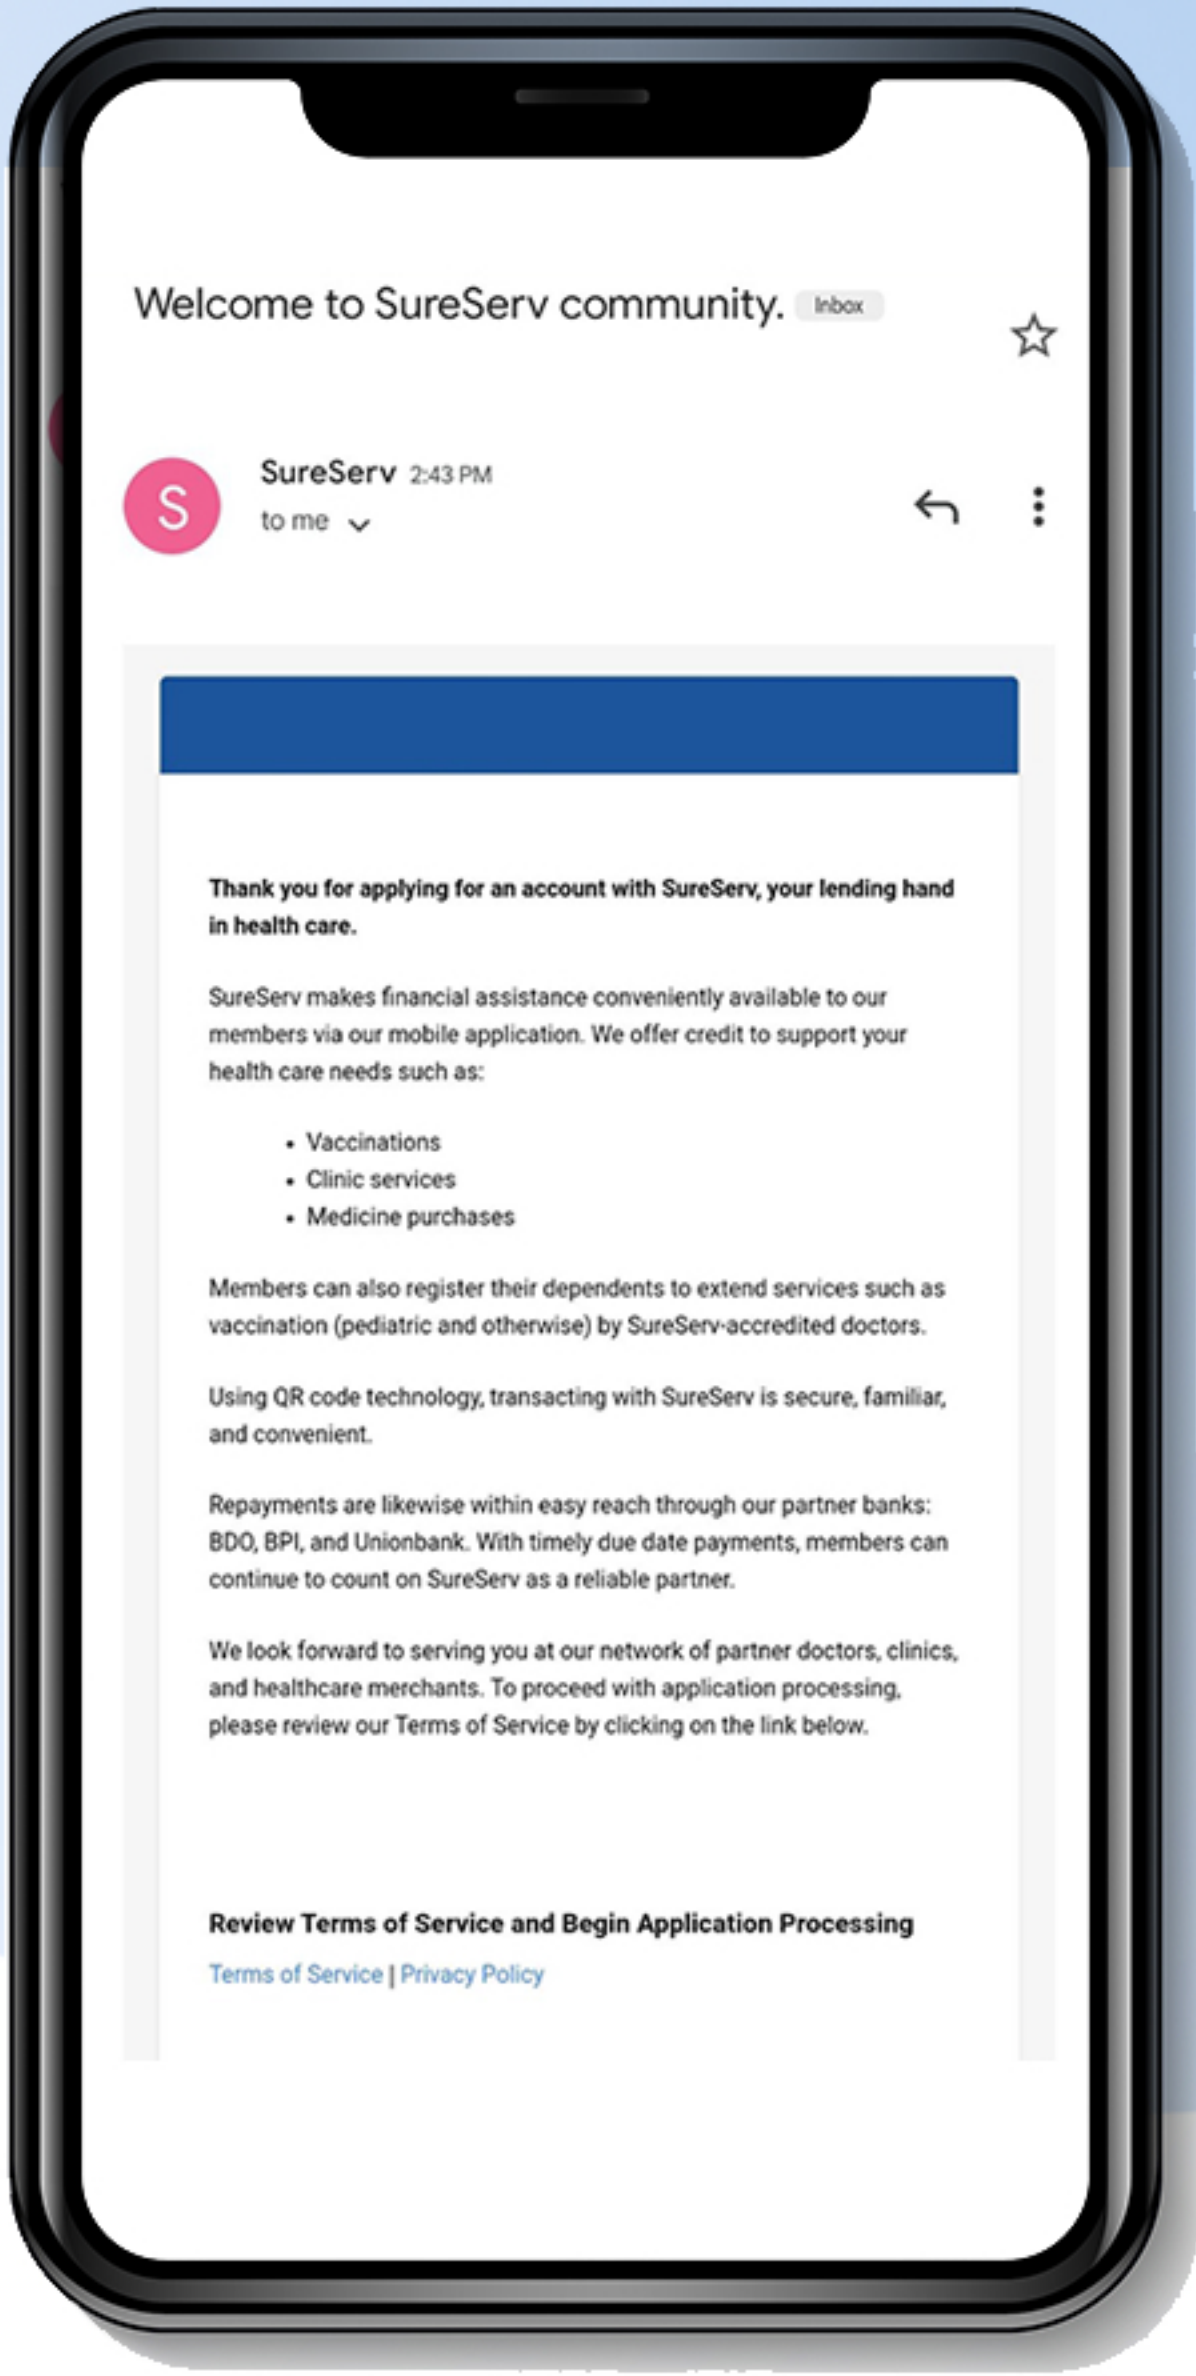 Welcome to SureServ community. Inbox
S
SureServ 2:43 PM
to me
Thank you for applying for an account with SureServ, your lending hand
in health care.
SureServ makes financial assistance conveniently available to our
members via our mobile application. We offer credit to support your
health care needs such as:
• Vaccinations
• Clinic services
• Medicine purchases
Members can also register their dependents to extend services such as
vaccination (pediatric and otherwise) by SureServ-accredited doctors.
Using QR code technology, transacting with SureServ is secure, familiar,
and convenient.
Repayments are likewise within easy reach through our partner banks:
BDO, BPI, and Unionbank. With timely due date payments, members can
continue to count on SureServ as a reliable partner.
We look forward to serving you at our network of partner doctors, clinics,
and healthcare merchants. To proceed with application processing,
please review our Terms of Service by clicking on the link below.
Review Terms of Service and Begin Application Processing
Terms of Service | Privacy Policy